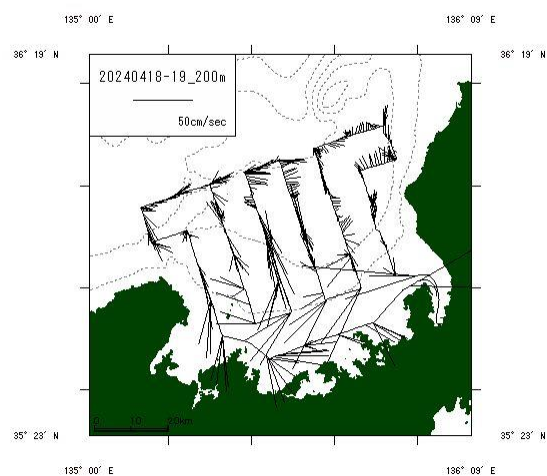 135° 00′ E 136° 09′ E
36° 19′ N 36° 19′ N
20240418-19_200m
50cm/sec
0 10 20km
35° 23′ N 35° 23′ N
135° 00′ E 136° 09′ E